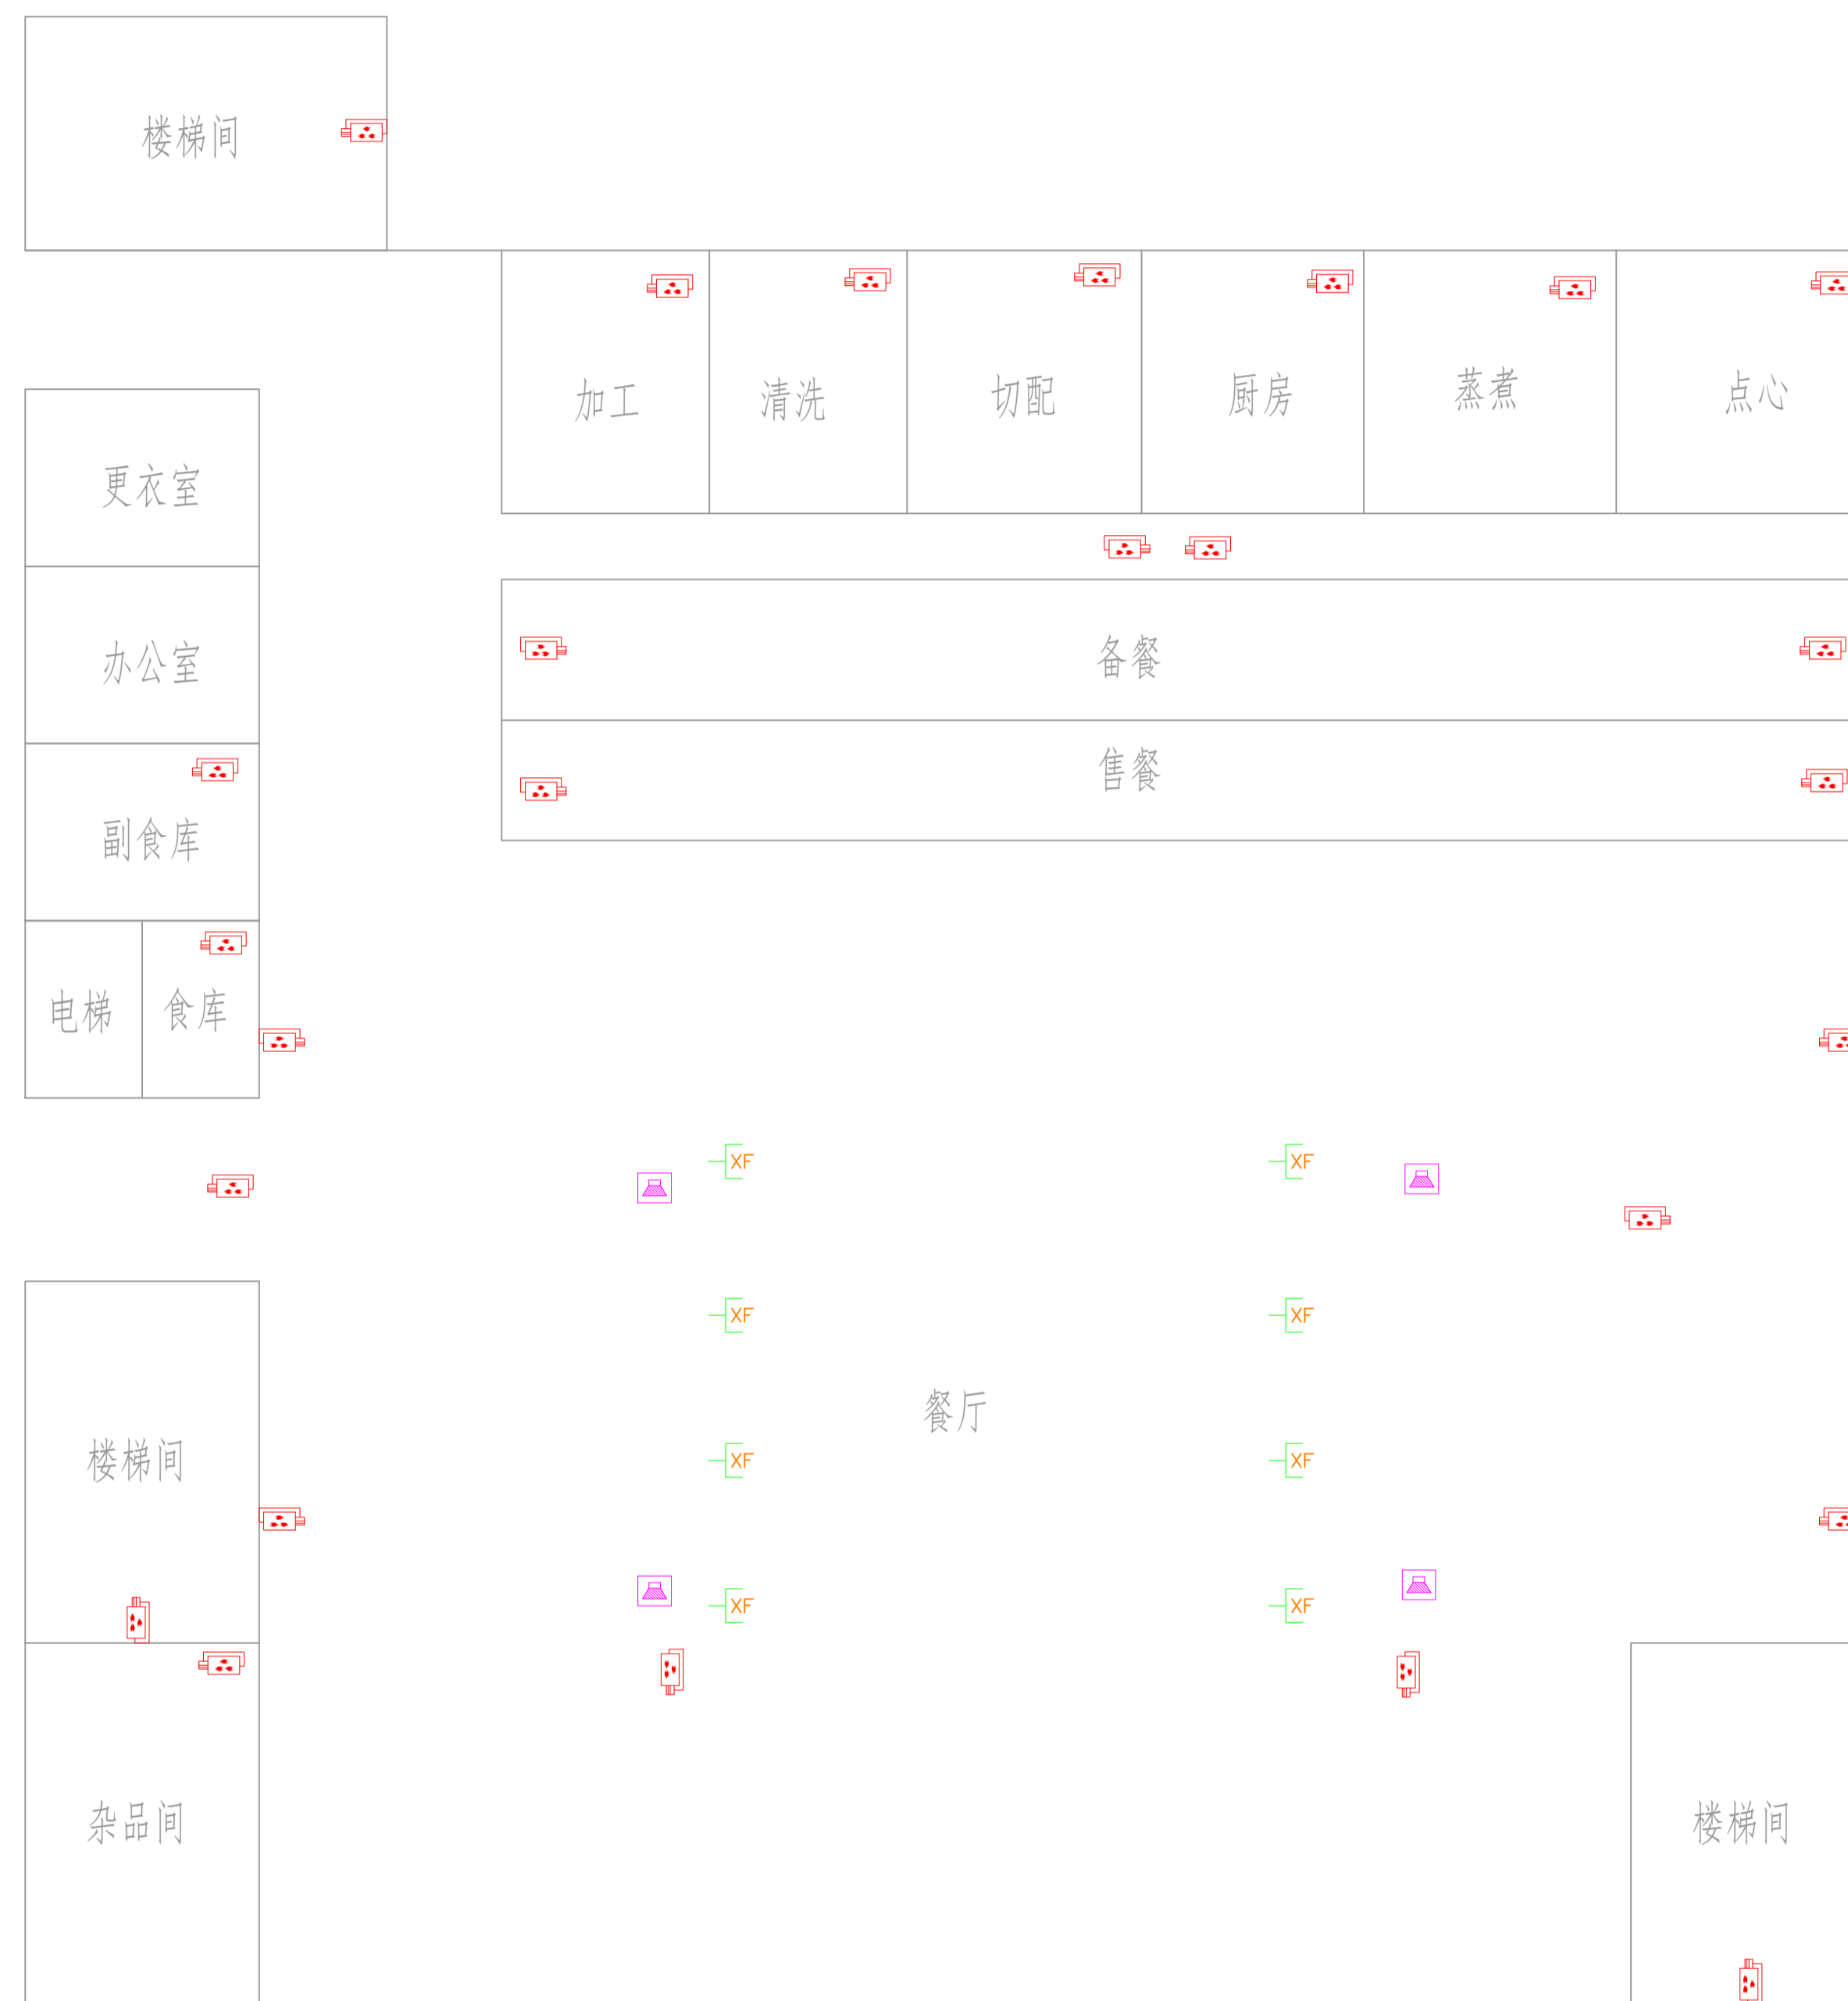 楼梯间
加工
清洗
切配
厨房
蒸煮
点心
更衣室
办公室
备餐
售餐
副食库
电梯
食库
XF
XF
XF
XF
餐厅
楼梯间
XF
XF
XF
XF
杂品间
楼梯间